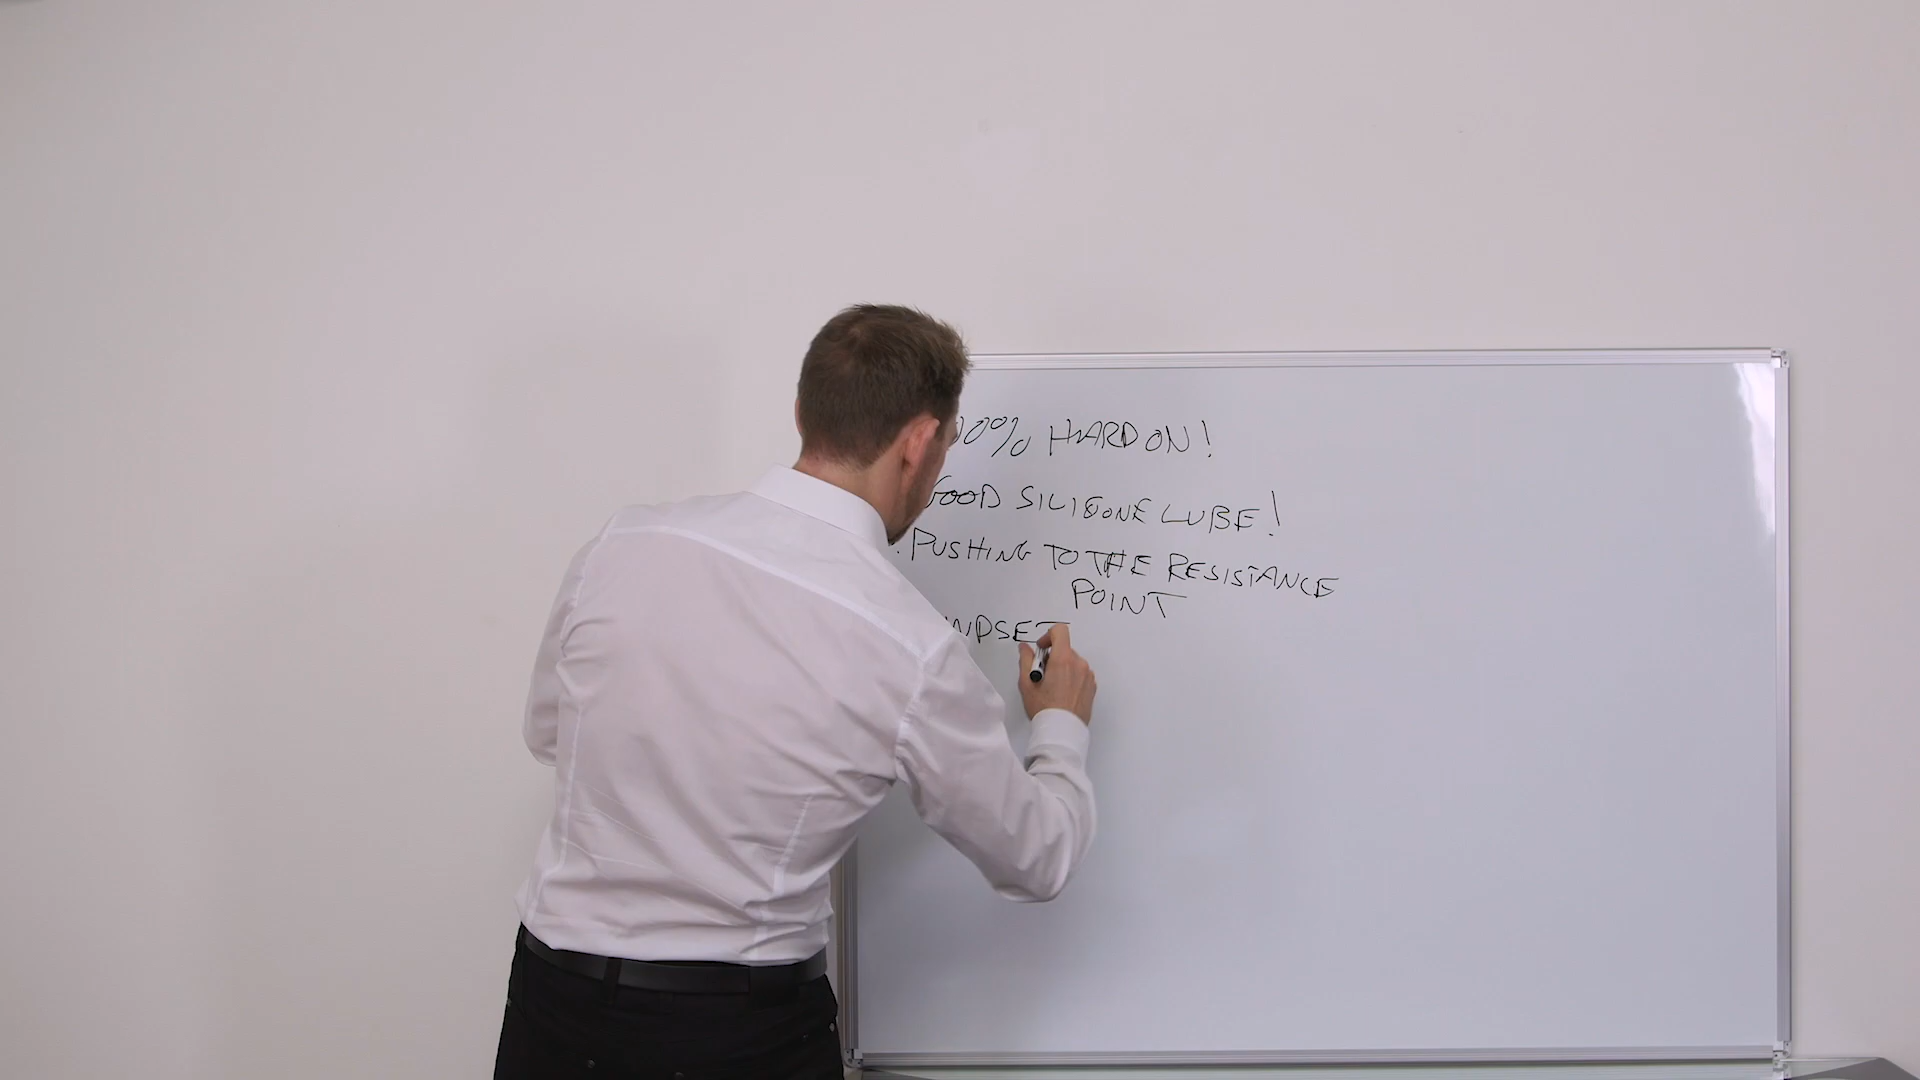 00% HARD ON!
GOOD SILICONE LUBE!
. PUSHING TO THE RESISTANCE
POINT
NDSET